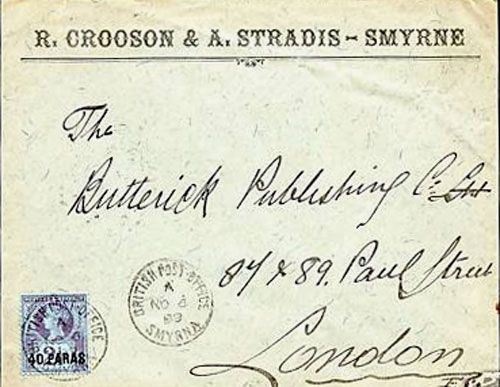 R. CROOSON & A. STRADIS - SMYRNE
The
Butterick Publishing Co. Ld
87 & 89. Paul Street
London
BRITISH POST-OFFICE
A
NO 6
89
SMYRNA
40 PARAS